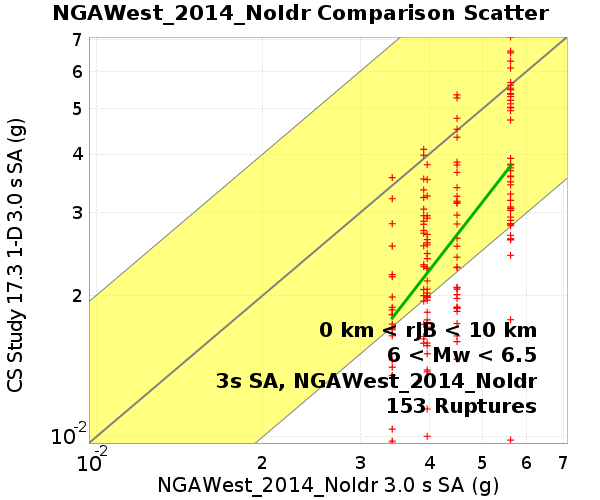 NGAWest_2014_NoIdr Comparison Scatter
CS Study 17.3 1-D 3.0 s SA (g)
7
6
5
4
3
2
10-2
0 km < rJB < 10 km
6 < Mw < 6.5
3s SA, NGAWest_2014_NoIdr
153 Ruptures
10-2 2 3 4 5 6 7
NGAWest_2014_NoIdr 3.0 s SA (g)